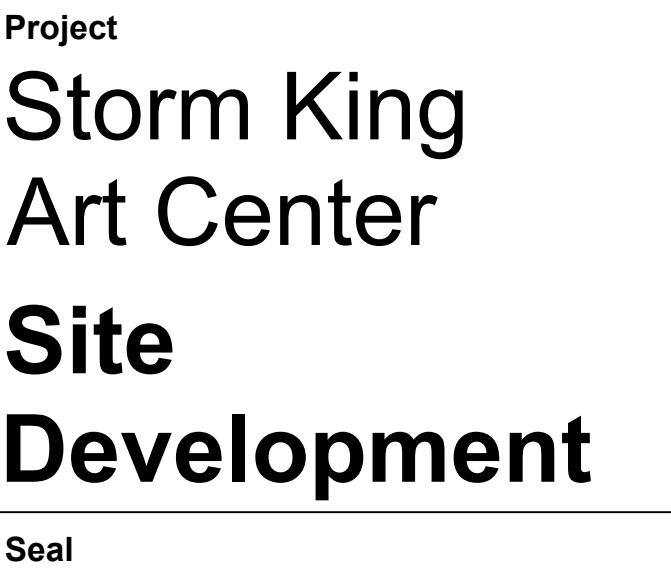 Project
Storm King
Art Center
Site
Development
Seal